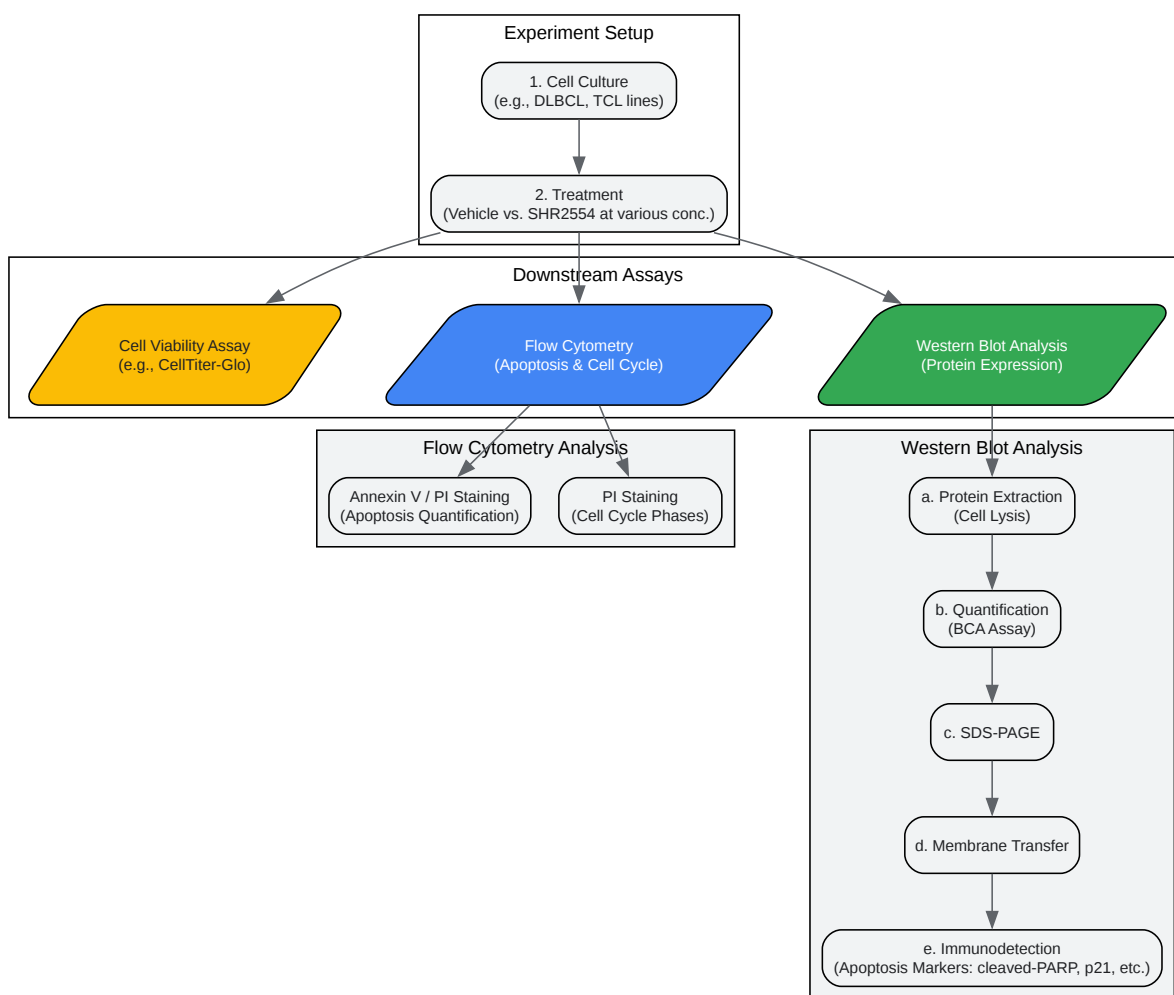 Experiment Setup
1. Cell Culture
(e.g., DLBCL, TCL lines)
2. Treatment
(Vehicle vs. SHR2554 at various conc.)
Downstream Assays
Cell Viability Assay
(e.g., CellTiter-Glo)
Flow Cytometry
(Apoptosis & Cell Cycle)
Western Blot Analysis
(Protein Expression)
Flow Cytometry Analysis
Annexin V / PI Staining
(Apoptosis Quantification)
PI Staining
(Cell Cycle Phases)
Western Blot Analysis
a. Protein Extraction
(Cell Lysis)
b. Quantification
(BCA Assay)
c. SDS-PAGE
d. Membrane Transfer
e. Immunodetection
(Apoptosis Markers: cleaved-PARP, p21, etc.)